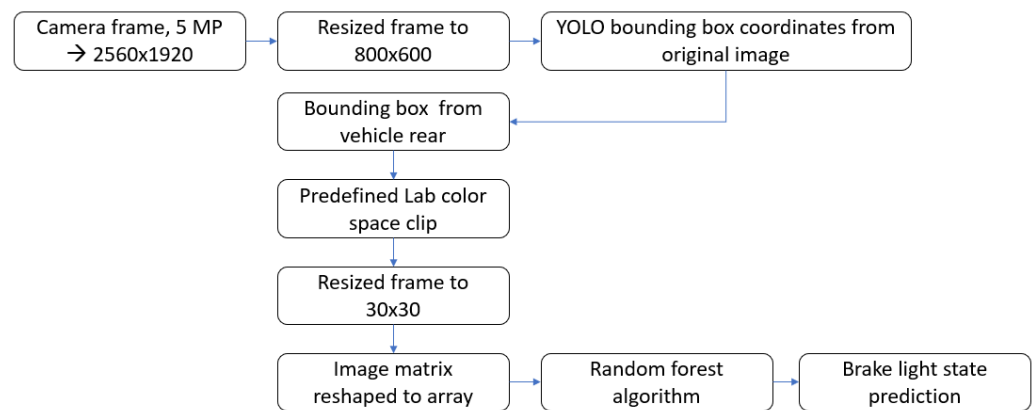 Camera frame, 5 MP
→ 2560x1920
Resized frame to
800x600
YOLO bounding box coordinates from
original image
Bounding box from
vehicle rear
Predefined Lab color
space clip
Resized frame to
30x30
Image matrix
reshaped to array
Random forest
algorithm
Brake light state
prediction